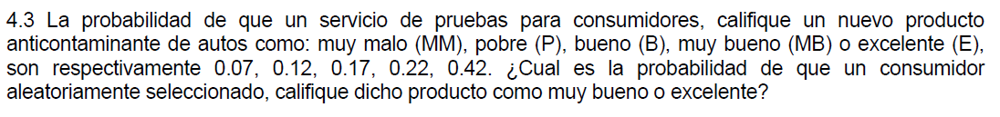 4.3 La probabilidad de que un servicio de pruebas para consumidores, califique un nuevo producto
anticontaminante de autos como: muy malo (MM), pobre (P), bueno (B), muy bueno (MB) o excelente (E),
son respectivamente 0.07, 0.12, 0.17, 0.22, 0.42. ¿Cual es la probabilidad de que un consumidor
aleatoriamente seleccionado, califique dicho producto como muy bueno o excelente?